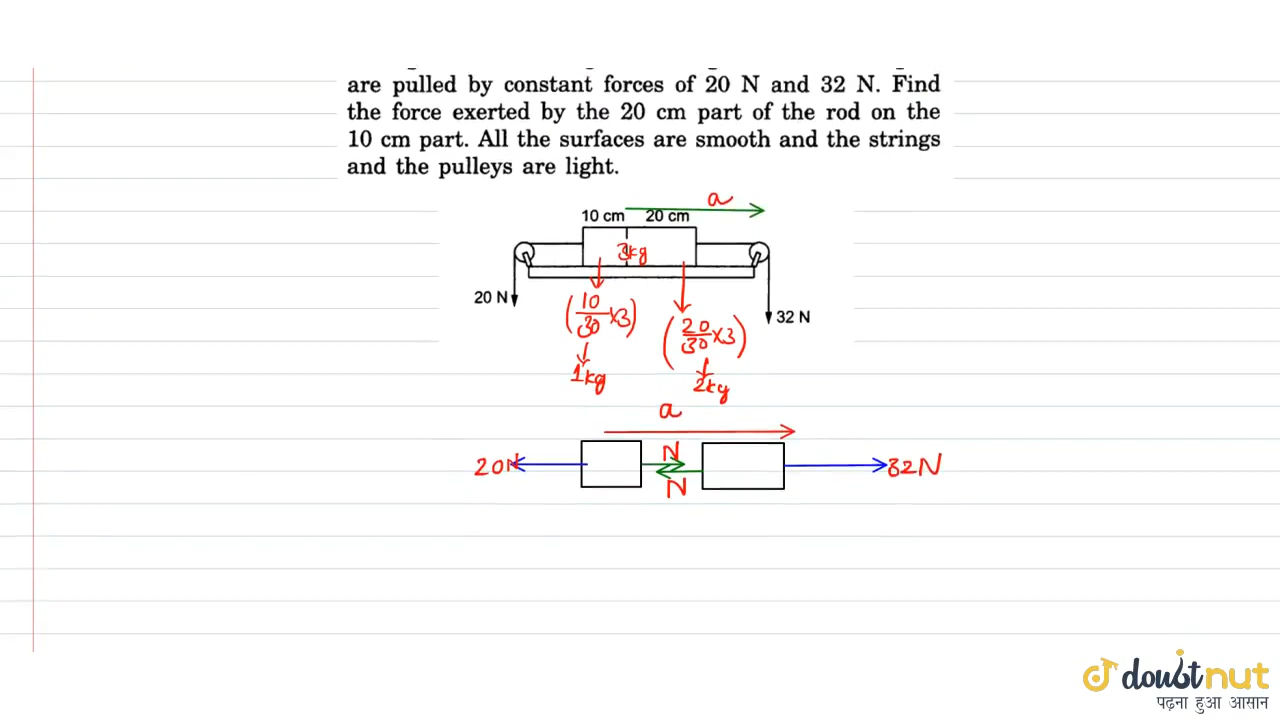 are pulled by constant forces of 20 N and 32 N. Find
the force exerted by the 20 cm part of the rod on the
10 cm part. All the surfaces are smooth and the strings
and the pulleys are light.
a
10 cm 20 cm
3kg
20 N
(10/30 ×3)
(20/30 ×3)
32 N
1kg
2kg
a
20N
N
N
32N
doubtnut
पढ़ना हुआ आसान